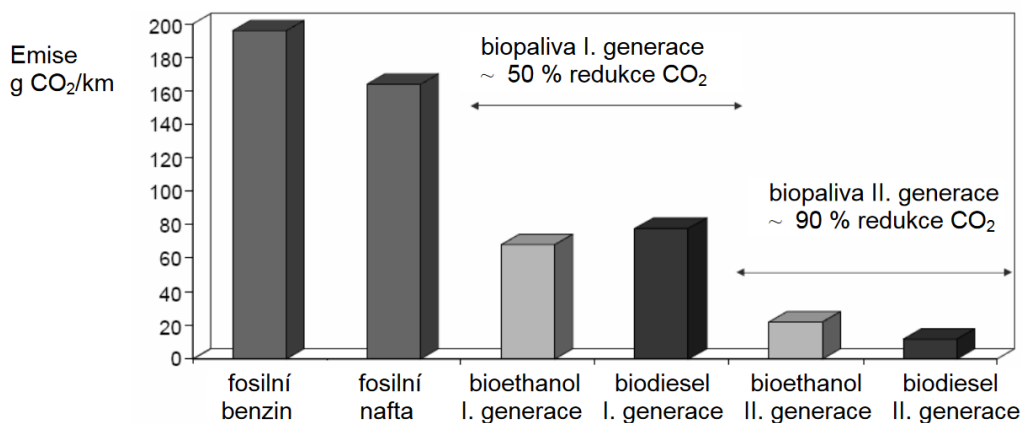 Emise
g CO₂/km
200
180
160
140
120
100
80
60
40
20
0
biopaliva I. generace
~ 50 % redukce CO₂
biopaliva II. generace
~ 90 % redukce CO₂
fosilní
benzin
fosilní
nafta
bioethanol
I. generace
biodiesel
I. generace
bioethanol
II. generace
biodiesel
II. generace